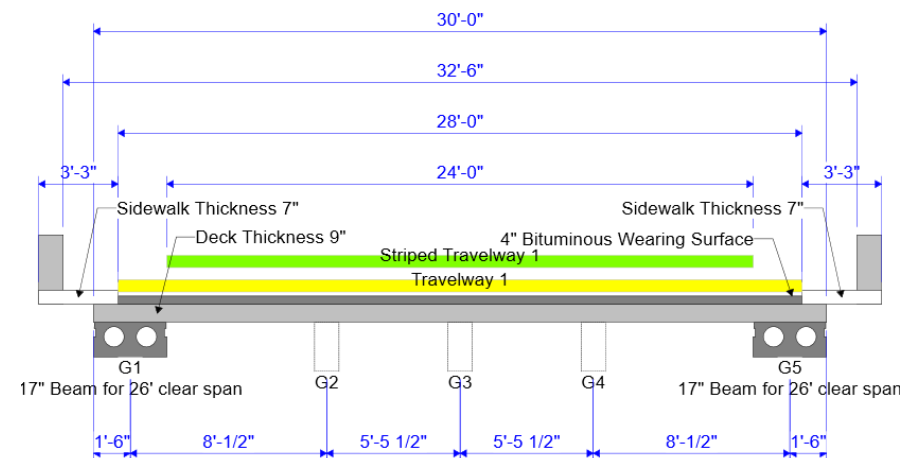 30'-0"
32'-6"
28'-0"
3'-3" 24'-0" 3'-3"
Sidewalk Thickness 7" Sidewalk Thickness 7"
Deck Thickness 9" 4" Bituminous Wearing Surface
Striped Travelway 1
Travelway 1
G1 G5
G2 G3 G4
17" Beam for 26' clear span 17" Beam for 26' clear span
1'-6" 8'-1/2" 5'-5 1/2" 5'-5 1/2" 8'-1/2" 1'-6"